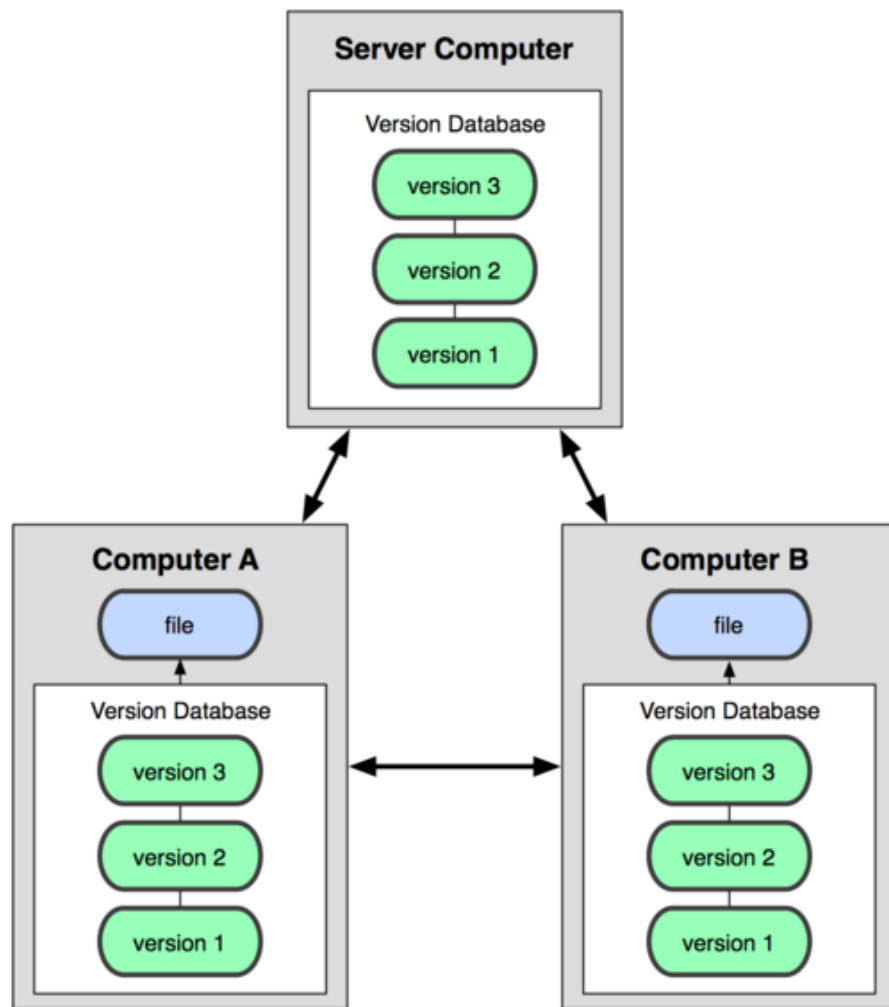 Server Computer
Version Database
version 3
version 2
version 1
Computer A
file
Version Database
version 3
version 2
version 1
Computer B
file
Version Database
version 3
version 2
version 1